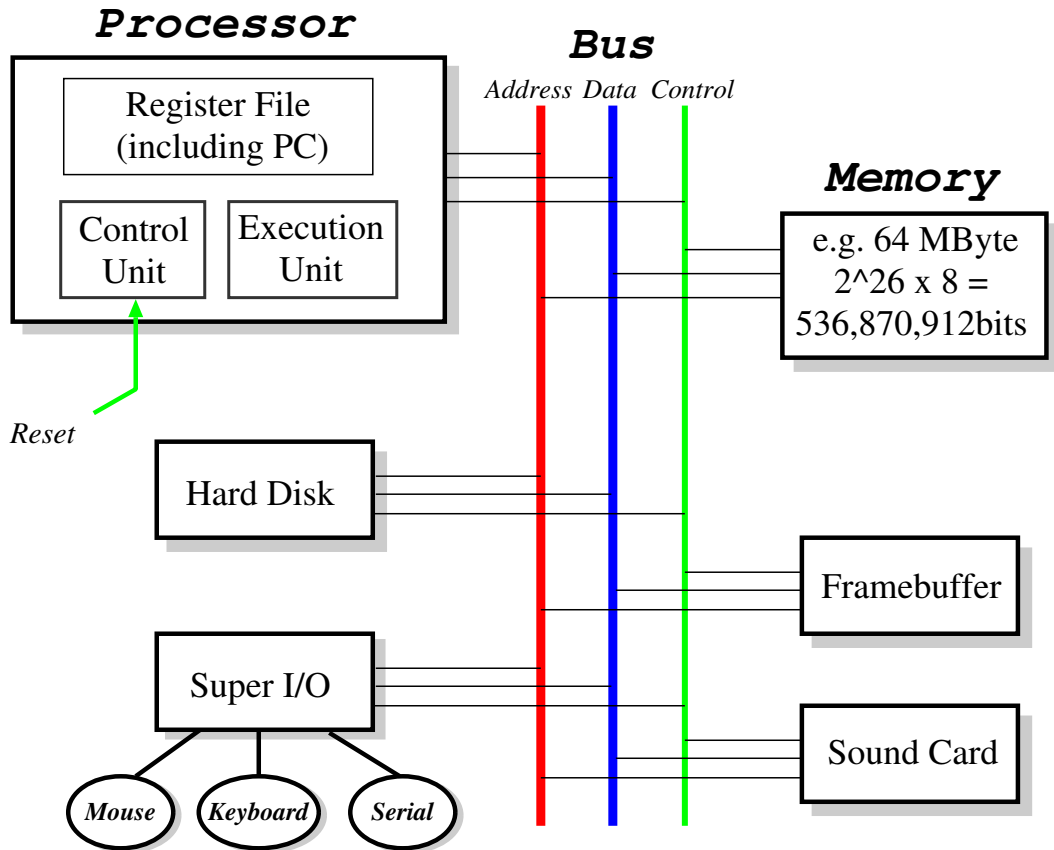 Processor
Bus
Address Data Control
Register File
(including PC)
Control
Unit
Execution
Unit
Reset
Memory
e.g. 64 MByte
2^26 x 8 =
536,870,912bits
Hard Disk
Framebuffer
Super I/O
Sound Card
Mouse
Keyboard
Serial